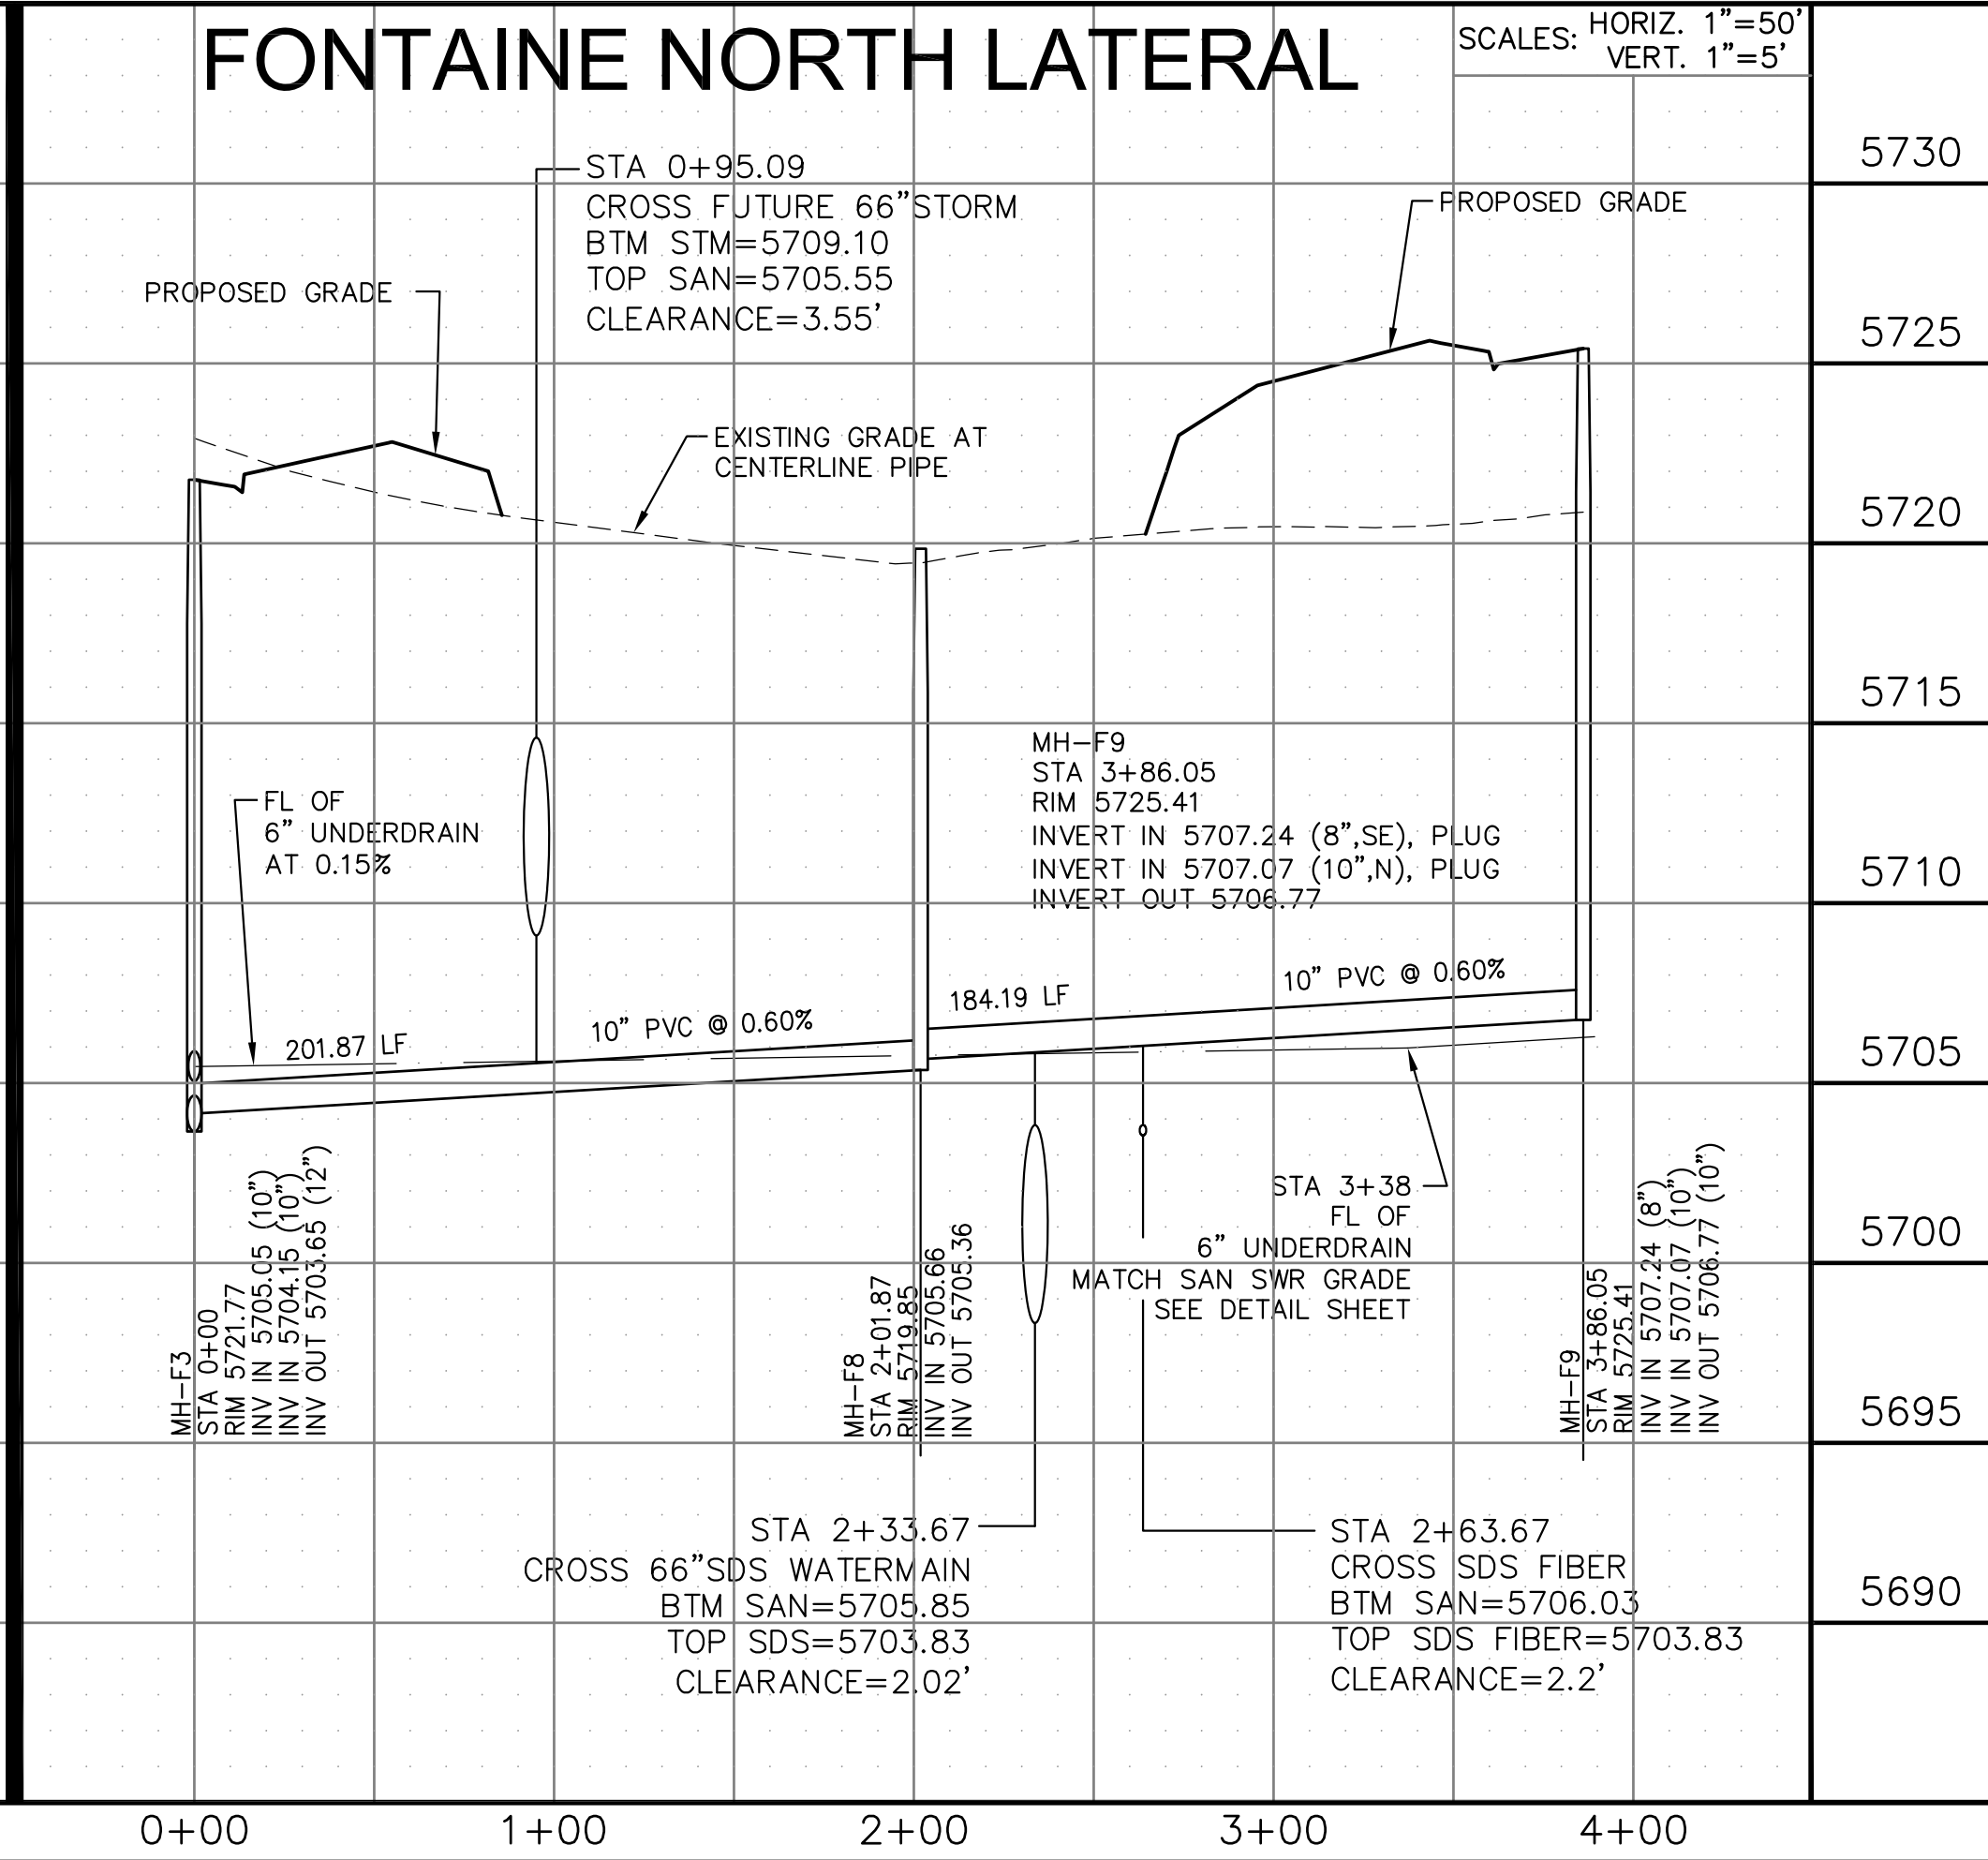 FONTAINE NORTH LATERAL
SCALES: HORIZ. 1"=50'
VERT. 1"=5'
STA 0+95.09
CROSS FUTURE 66"STORM
BTM STM=5709.10
TOP SAN=5705.55
CLEARANCE=3.55'
PROPOSED GRADE
PROPOSED GRADE
EXISTING GRADE AT
CENTERLINE PIPE
MH-F9
STA 3+86.05
RIM 5725.41
INVERT IN 5707.24 (8",SE), PLUG
INVERT IN 5707.07 (10",N), PLUG
INVERT OUT 5706.77
FL OF
6" UNDERDRAIN
AT 0.15%
201.87 LF
10" PVC @ 0.60%
184.19 LF
10" PVC @ 0.60%
MH-F3
STA 0+00
RIM 5721.77
INV IN 5705.05 (10")
INV IN 5704.15 (10")
INV OUT 5703.65 (12")
MH-F8
STA 2+01.87
RIM 5719.85
INV IN 5705.66
INV OUT 5705.36
STA 3+38
FL OF
6" UNDERDRAIN
MATCH SAN SWR GRADE
SEE DETAIL SHEET
MH-F9
STA 3+86.05
RIM 5725.41
INV IN 5707.24 (8")
INV IN 5707.07 (10")
INV OUT 5706.77 (10")
STA 2+33.67
CROSS 66"SDS WATERMAIN
BTM SAN=5705.85
TOP SDS=5703.83
CLEARANCE=2.02'
STA 2+63.67
CROSS SDS FIBER
BTM SAN=5706.03
TOP SDS FIBER=5703.83
CLEARANCE=2.2'
5730
5725
5720
5715
5710
5705
5700
5695
5690
0+00
1+00
2+00
3+00
4+00